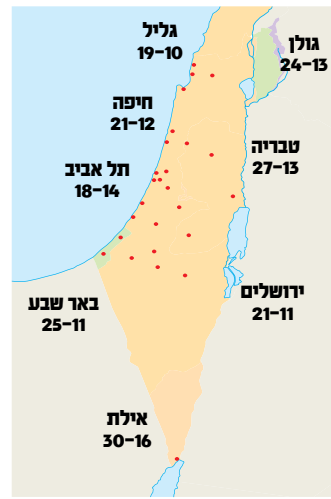 גליל
19-10
גולן
24-13
חיפה
21-12
טבריה
27-13
תל אביב
18-14
ירושלים
21-11
באר שבע
25-11
אילת
30-16